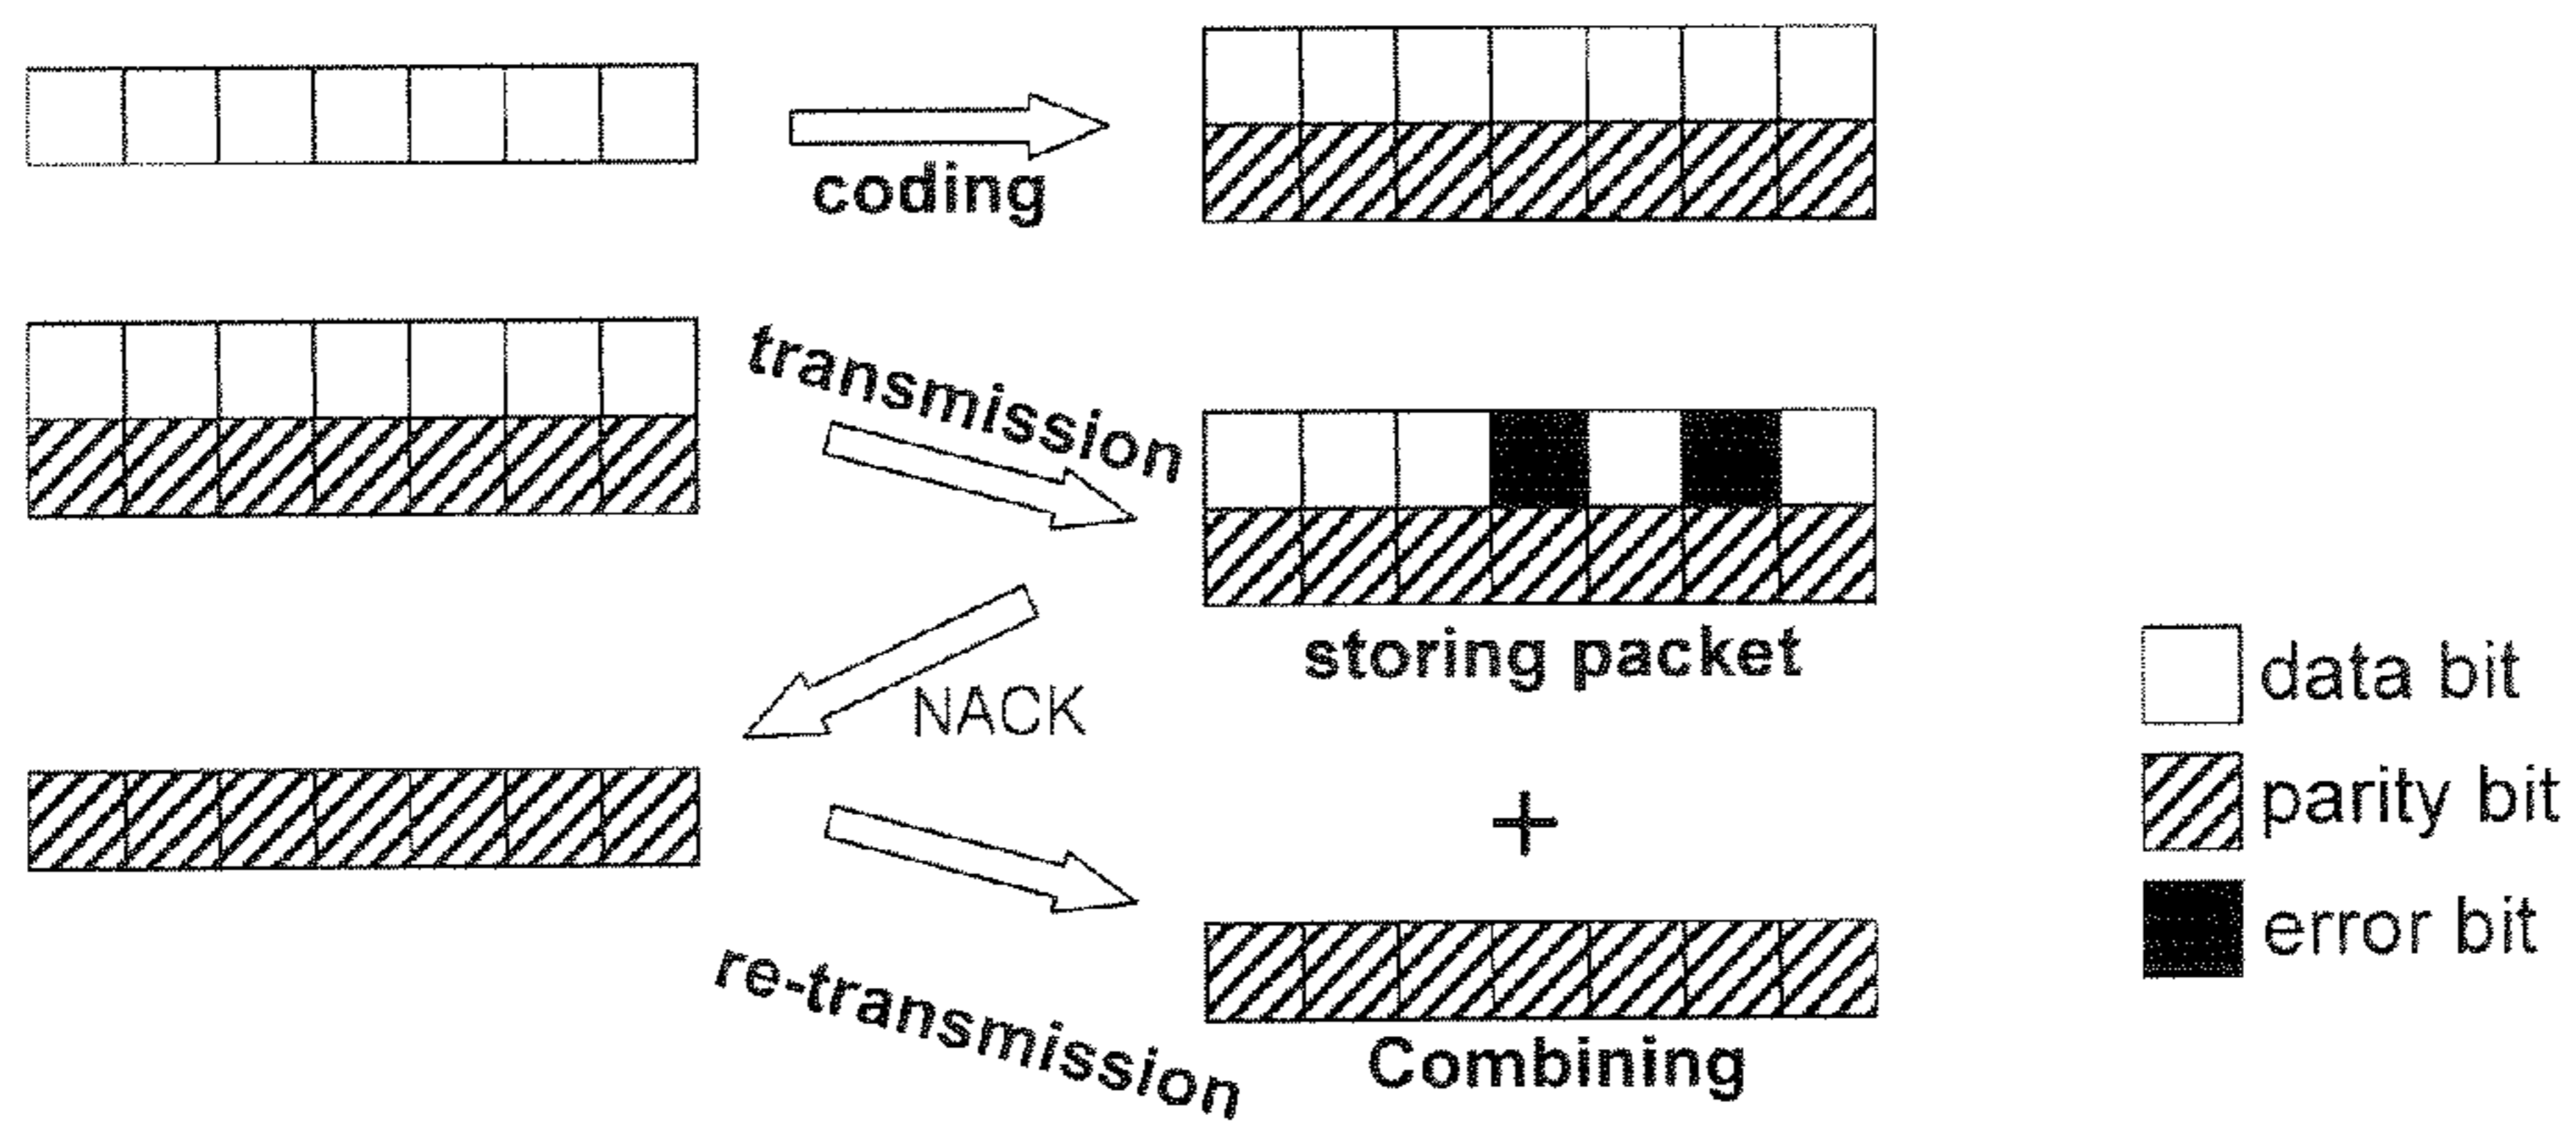 coding
transmission
storing packet
NACK
data bit
parity bit
+
error bit
re-transmission
Combining